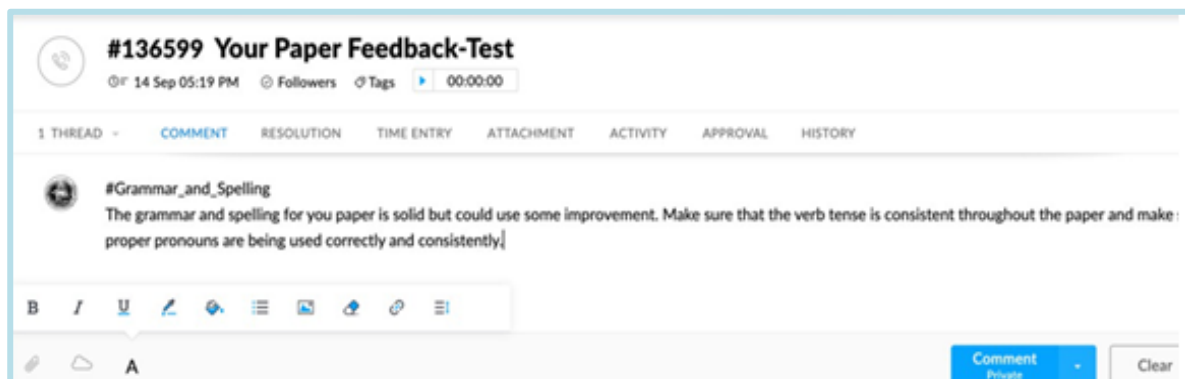 #136599 Your Paper Feedback-Test
14 Sep 05:19 PM Followers Tags 00:00:00
1 THREAD COMMENT RESOLUTION TIME ENTRY ATTACHMENT ACTIVITY APPROVAL HISTORY
#Grammar_and_Spelling
The grammar and spelling for you paper is solid but could use some improvement. Make sure that the verb tense is consistent throughout the paper and make
proper pronouns are being used correctly and consistently.
B I U
A
Comment Clear
Private